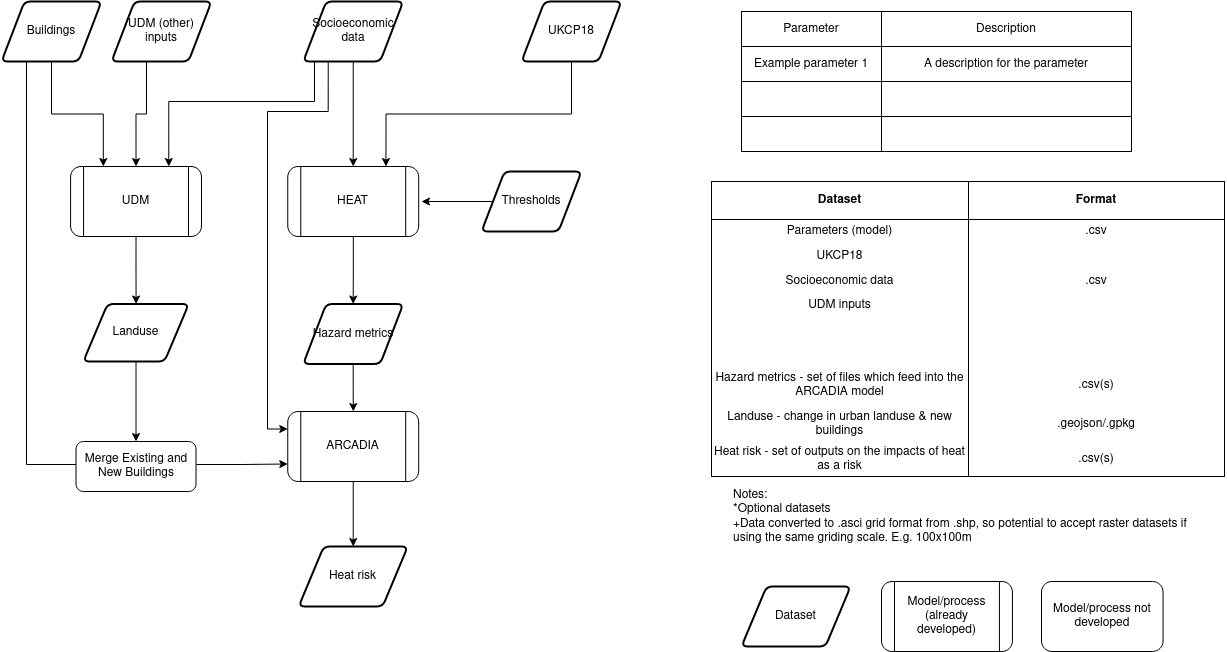 Buildings
UDM (other)
inputs
Socioeconomic
data
UKCP18
UDM
HEAT
Thresholds
Landuse
Hazard metrics
ARCADIA
Merge Existing and
New Buildings
Heat risk
Parameter Description
Example parameter 1 A description for the parameter
Dataset Format
Parameters (model) .csv
UKCP18
Socioeconomic data .csv
UDM inputs
Hazard metrics - set of files which feed into the
ARCADIA model
.csv(s)
Landuse - change in urban landuse & new
buildings
.geojson/.gpkg
Heat risk - set of outputs on the impacts of heat
as a risk
.csv(s)
Notes:
*Optional datasets
+Data converted to .asci grid format from .shp, so potential to accept raster datasets if
using the same griding scale. E.g. 100x100m
Dataset
Model/process
(already
developed)
Model/process not
developed